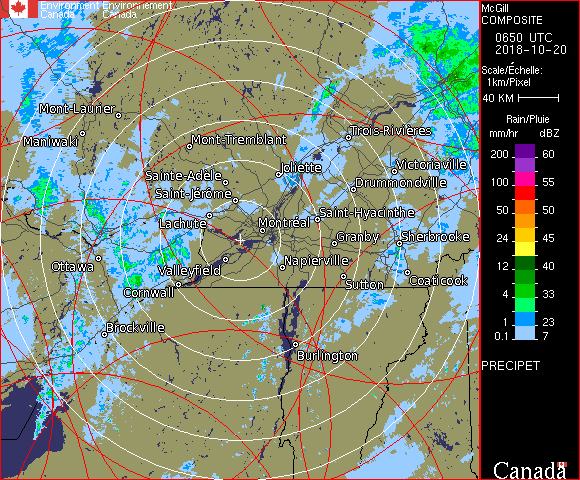 Environment Environnement
Canada Canada
McGill
COMPOSITE
0650 UTC
2018-10-20
Scale/Échelle:
1km/Pixel
40 KM
Rain/Pluie
mm/hr dBZ
200 60
100 55
50 50
24 45
12 40
4 33
1 23
0.1 7
PRECIPET
Canada
Mont-Laurier
Maniwaki
Mont-Tremblant
Trois-Rivières
Sainte-Adèle
Joliette
Victoriaville
Saint-Jérôme
Drummondville
Lachute
Montréal
Saint-Hyacinthe
Granby
Sherbrooke
Ottawa
Valleyfield
Napierville
Cornwall
Sutton
Coaticook
Brockville
Burlington